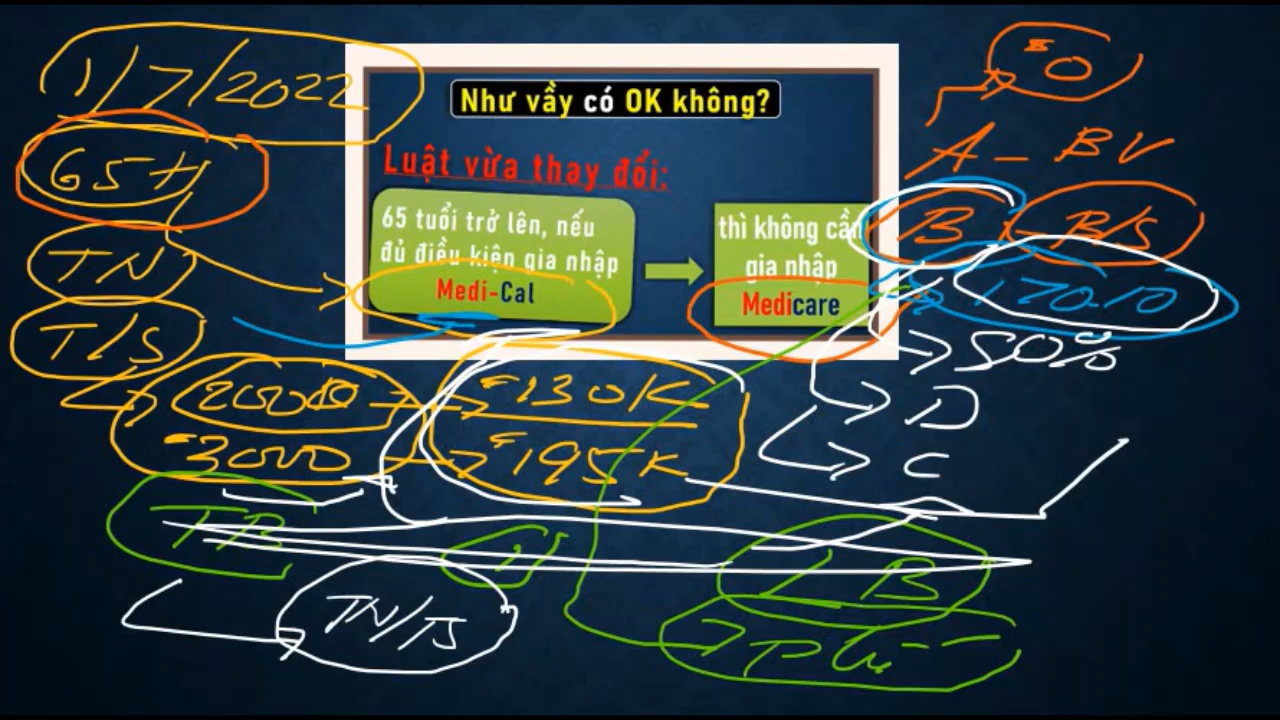 1/7/2022
65+
TN
T/S
2000
$3000
$130K
$195K
Như vầy có OK không?
Luật vừa thay đổi:
65 tuổi trở lên, nếu
đủ điều kiện gia nhập
Medi-Cal
thì không cần
gia nhập
Medicare
$0
A - BV
B - B/S
170.10
50%
D
C
TB
LB
TN/TS